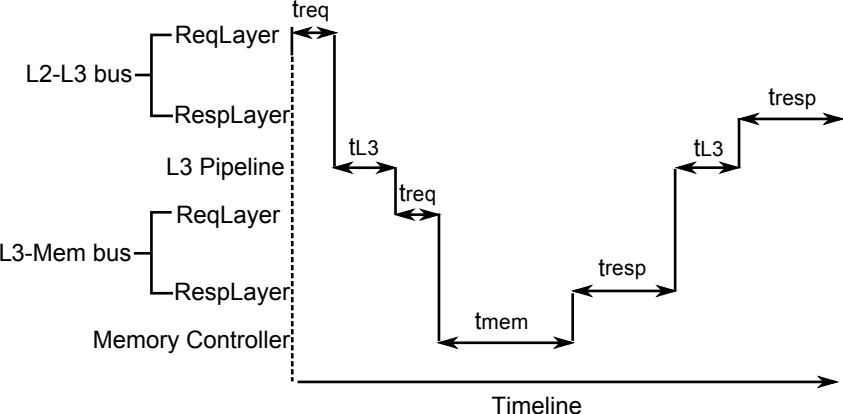 treq
ReqLayer
L2-L3 bus
RespLayer
tresp
tL3
tL3
L3 Pipeline
treq
ReqLayer
L3-Mem bus
tresp
RespLayer
tmem
Memory Controller
Timeline